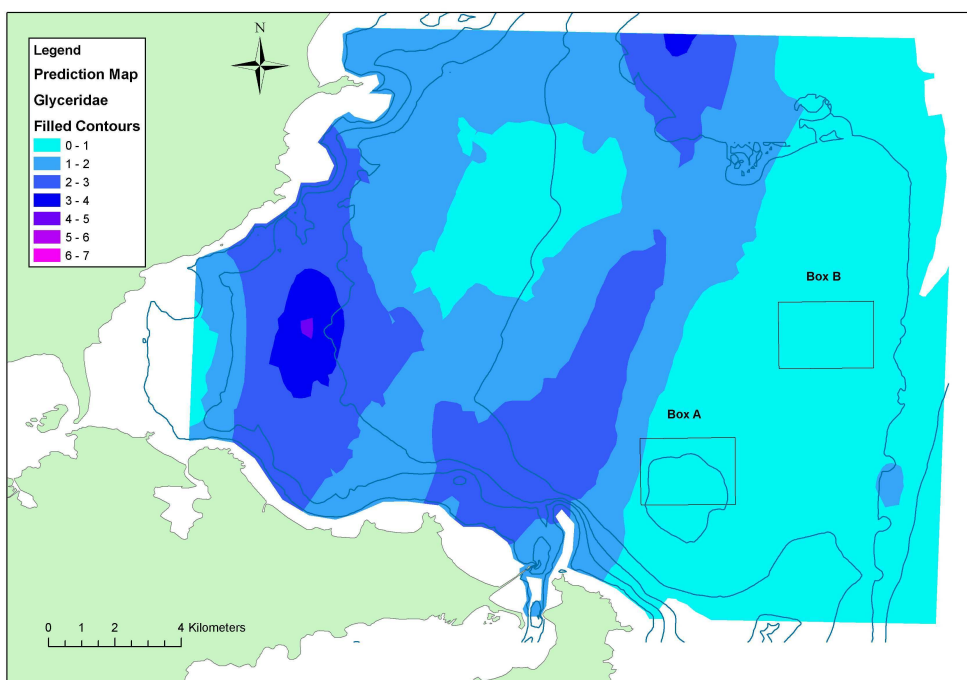 N
Legend
Prediction Map
Glyceridae
Filled Contours
0 - 1
1 - 2
2 - 3
3 - 4
4 - 5
5 - 6
6 - 7
Box B
Box A
0 1 2 4 Kilometers